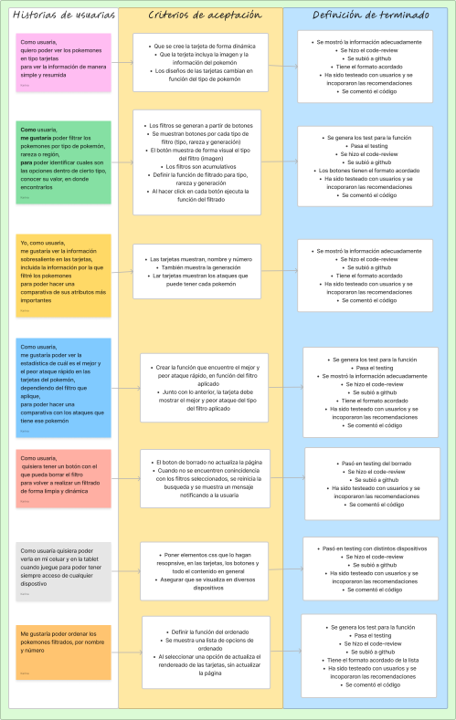 Historias de usuarias
Criterios de aceptación
Definición de terminado
Como usuaria,
quiero poder ver los pokemones
en tipo tarjetas
para ver la información de manera
simple y resumida
• Que se cree la tarjeta de forma dinámica
• Que la terjeta incluya la imagen y la
información del pokemón
• Los diseños de las tarjetas cambian en
función del tipo de pokemón
• Se mostró la información adecuadamente
• Se hizo el code-review
• Se subió a github
• Tiene el formato acordado
• Ha sido testeado con usuarios y se
incoporaron las recomendaciones
• Se comentó el código
Como usuaria,
me gustaría poder filtrar los
pokemones por tipo de pokemón,
rareza o región,
para poder identificar cuales son
las opciones dentro de cierto tipo,
conocer su valor, en donde
encontrarlos
• Los filtros se generan a partir de botones
• Se muestran botones por cada tipo de
filtro (tipo, rareza y generación)
• El botón muestra de forma visual el tipo
del filtro (imagen)
• Los filtros son acumulativos
• Definir la función de filtrado para tipo,
rareza y generación
• Al hacer click en cada botón ejecuta la
función del filtrado
• Se genera los test para la función
• Pasa el testing
• Se hizo el code-review
• Se subió a github
• Los botones tienen el formato acordado
• Ha sido testeado con usuarios y se
incoporaron las recomendaciones
• Se comentó el código
Yo, como usuaria,
me gustaría ver la información
sobresaliente en las tarjetas,
incluida la información por la que
filtré los pokemones
para poder hacer una
comparativa de sus atributos más
importantes
• Las tarjetas muestran, nombre y número
• También muestra la generación
• Lar tarjetas muestran los ataques que
puede tener cada pokemón
• Se mostró la información adecuadamente
• Se hizo el code-review
• Se subió a github
• Tiene el formato acordado
• Ha sido testeado con usuarios y se
incoporaron las recomendaciones
• Se comentó el código
Como usuaria,
me gustaría poder ver la
estadística de cuál es el mejor y
el peor ataque rápido en las
tarjetas del pokemón,
dependiendo del filtro que
aplique,
para poder hacer una
comparativa con los ataques que
tiene ese pokemón
• Crear la función que encuentre el mejor y
peor ataque rápido, en función del filtro
aplicado
• Junto con lo anterior, la tarjeta debe
mostrar el mejor y peor ataque del tipo
del filtro aplicado
• Se genera los test para la función
• Pasa el testing
• Se mostró la información adecuadamente
• Se hizo el code-review
• Se subió a github
• Tiene el formato acordado
• Ha sido testeado con usuarios y se
incoporaron las recomendaciones
• Se comentó el código
Como usuaria,
quisiera tener un botón con el
que pueda borrar el filtro
para volver a realizar un filtrado
de forma limpia y dinámica
• El boton de borrado no actualiza la página
• Cuando no se encuentren conincidencia
con los filtros seleccionados, se reinicia la
busqueda y se muestra un mensaje
notificando a la usuaria
• Pasó en testing del borrado
• Se hizo el code-review
• Se subió a github
• Ha sido testeado con usuarios y se
incoporaron las recomendaciones
• Se comentó el código
Como usuaria quisiera poder
verla en mi celuar y en la tablet
cuando juegue para poder tener
siempre acceso de cualquier
dispostivo
• Poner elementos css que lo hagan
resopnsive, en las tarjetas, los botones y
todo el contenido en general
• Asegurar que se visualiza en diversos
dispositivos
• Pasó en testing con distintos dispositivos
• Se hizo el code-review
• Se subió a github
• Ha sido testeado con usuarios y se
incoporaron las recomendaciones
• Se comentó el código
Me gustaría poder ordenar los
pokemones filtrados, por nombre
y número
• Definir la función del ordenado
• Se muestra una lista de opcions de
ordenado
• Al seleccionar una opción de actualiza el
rendereado de las tarjetas, sin actualizar
la página
• Se genera los test para la función
• Pasa el testing
• Se hizo el code-review
• Se subió a github
• Tiene el formato acordado de la lista
• Ha sido testeado con usuarios y se
incoporaron las recomendaciones
• Se comentó el código